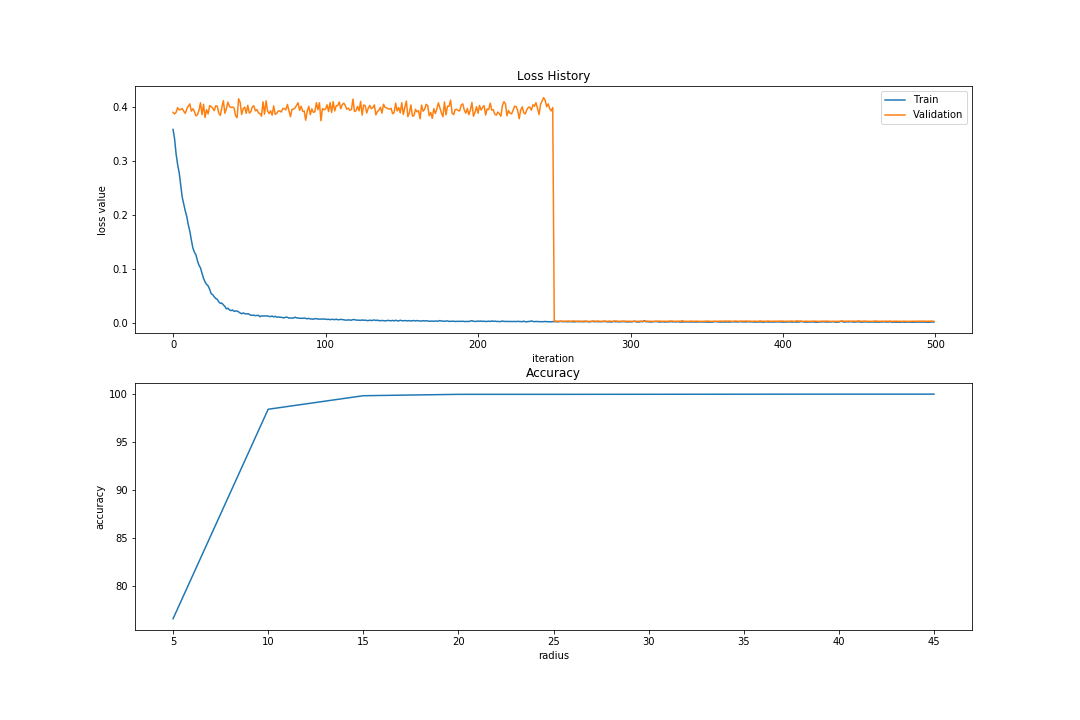 Loss History
Train
Validation
loss value
0.4
0.3
0.2
0.1
0.0
0 100 200 300 400 500
iteration
Accuracy
accuracy
100
95
90
85
80
5 10 15 20 25 30 35 40 45
radius